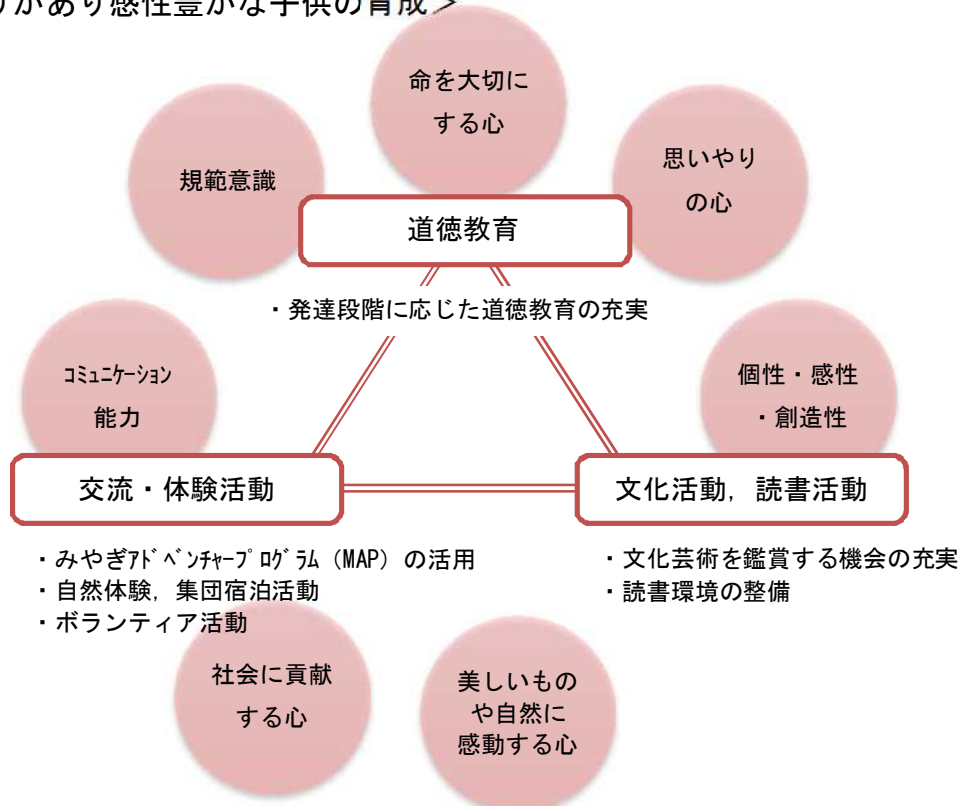 りがあり感性豊かな子供の育成＞
命を大切に
する心
規範意識
思いやり
の心
道徳教育
・発達段階に応じた道徳教育の充実
ｺﾐｭﾆｹｰｼｮﾝ
能力
個性・感性
・創造性
交流・体験活動
文化活動，読書活動
・みやぎｱﾄﾞﾍﾞﾝﾁｬｰﾌﾟﾛｸﾞﾗﾑ（MAP）の活用
・自然体験，集団宿泊活動
・ボランティア活動
・文化芸術を鑑賞する機会の充実
・読書環境の整備
社会に貢献
する心
美しいもの
や自然に
感動する心